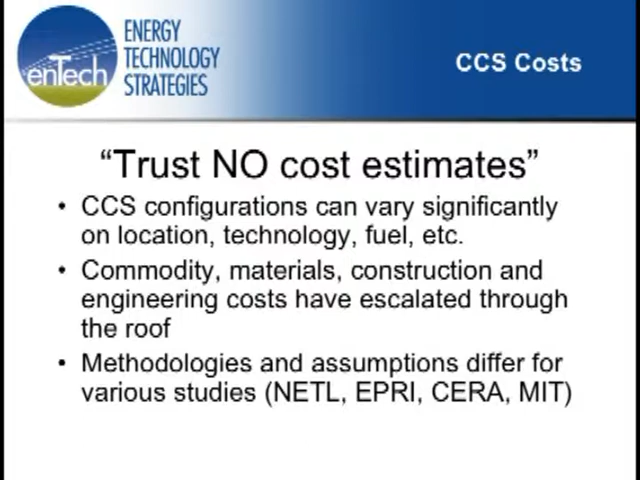 enTech
ENERGY
TECHNOLOGY
STRATEGIES
CCS Costs
“Trust NO cost estimates”
• CCS configurations can vary significantly
on location, technology, fuel, etc.
• Commodity, materials, construction and
engineering costs have escalated through
the roof
• Methodologies and assumptions differ for
various studies (NETL, EPRI, CERA, MIT)